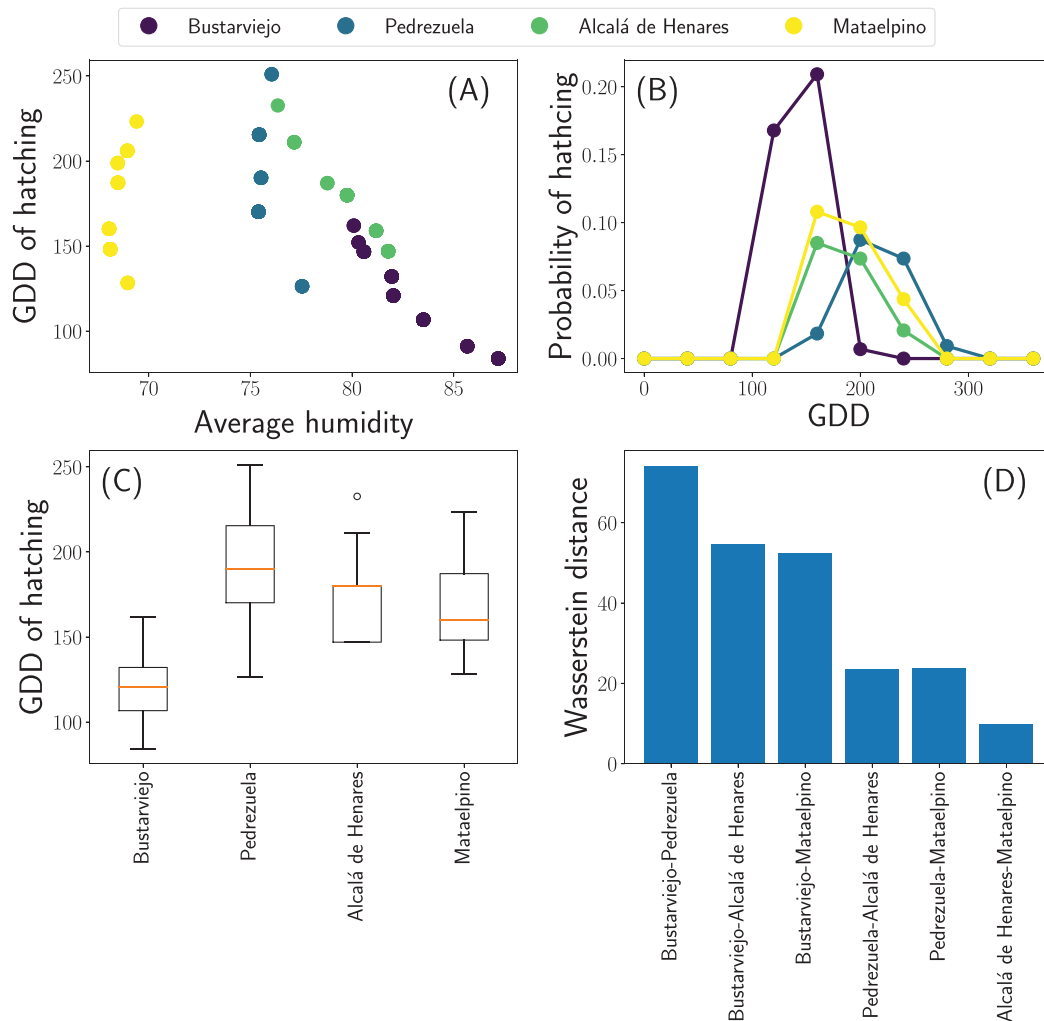 Bustarviejo Pedrezuela Alcalá de Henares Mataelpino
(A)
GDD of hatching
250
200
150
100
70 75 80 85
Average humidity
(B)
Probability of hathcing
0.20
0.15
0.10
0.05
0.00
0 100 200 300
GDD
(C)
GDD of hatching
250
200
150
100
Bustarviejo
Pedrezuela
Alcalá de Henares
Mataelpino
(D)
Wasserstein distance
60
40
20
0
Bustarviejo-Pedrezuela
Bustarviejo-Alcalá de Henares
Bustarviejo-Mataelpino
Pedrezuela-Alcalá de Henares
Pedrezuela-Mataelpino
Alcalá de Henares-Mataelpino